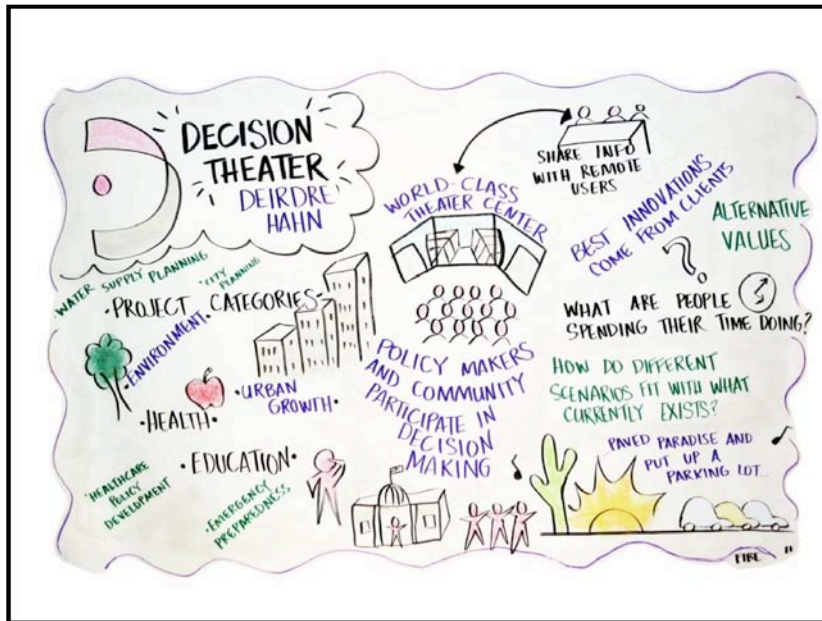 DECISION
THEATER
DEIRDRE
HAHN
SHARE INFO
WITH REMOTE
USERS
WORLD-CLASS
THEATER CENTER
BEST INNOVATIONS
COME FROM CLIENTS
ALTERNATIVE
VALUES
WATER SUPPLY PLANNING
"CITY
PLANNING
•PROJECT CATEGORIES•
•ENVIRONMENT•
•HEALTH•
•URBAN
GROWTH•
•EDUCATION•
"HEALTHCARE
POLICY
DEVELOPMENT
•EMERGENCY
PREPAREDNESS
POLICY MAKERS
AND COMMUNITY
PARTICIPATE IN
DECISION
MAKING
?
WHAT ARE PEOPLE
SPENDING THEIR TIME DOING?
HOW DO DIFFERENT
SCENARIOS FIT WITH WHAT
CURRENTLY EXISTS?
PAVED PARADISE AND
PUT UP A
PARKING LOT...